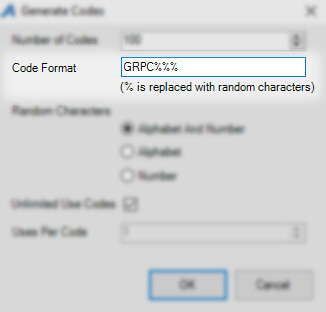 Generate Codes
Number of Codes 100
Code Format GRPC%%%
(% is replaced with random characters)
Random Characters
Alphabet And Number
Alphabet
Number
Unlimited Use Codes
Uses Per Code 1
OK Cancel